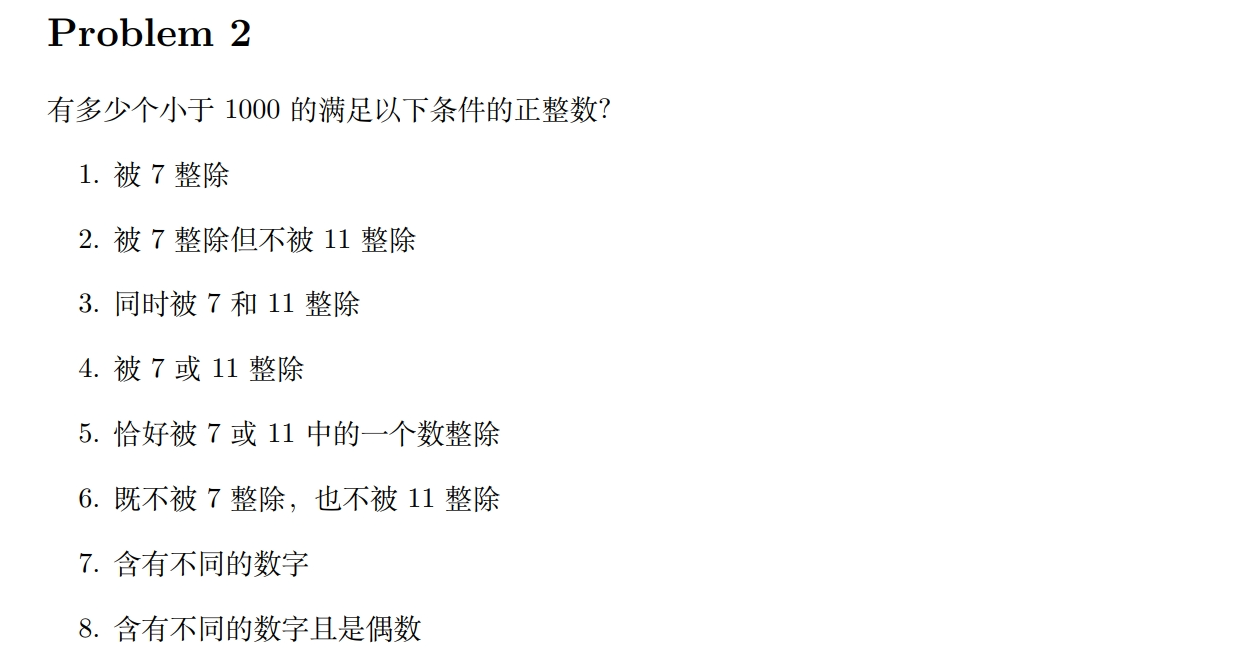 Problem 2
有多少个小于 1000 的满足以下条件的正整数?
1. 被 7 整除
2. 被 7 整除但不被 11 整除
3. 同时被 7 和 11 整除
4. 被 7 或 11 整除
5. 恰好被 7 或 11 中的一个数整除
6. 既不被 7 整除，也不被 11 整除
7. 含有不同的数字
8. 含有不同的数字且是偶数